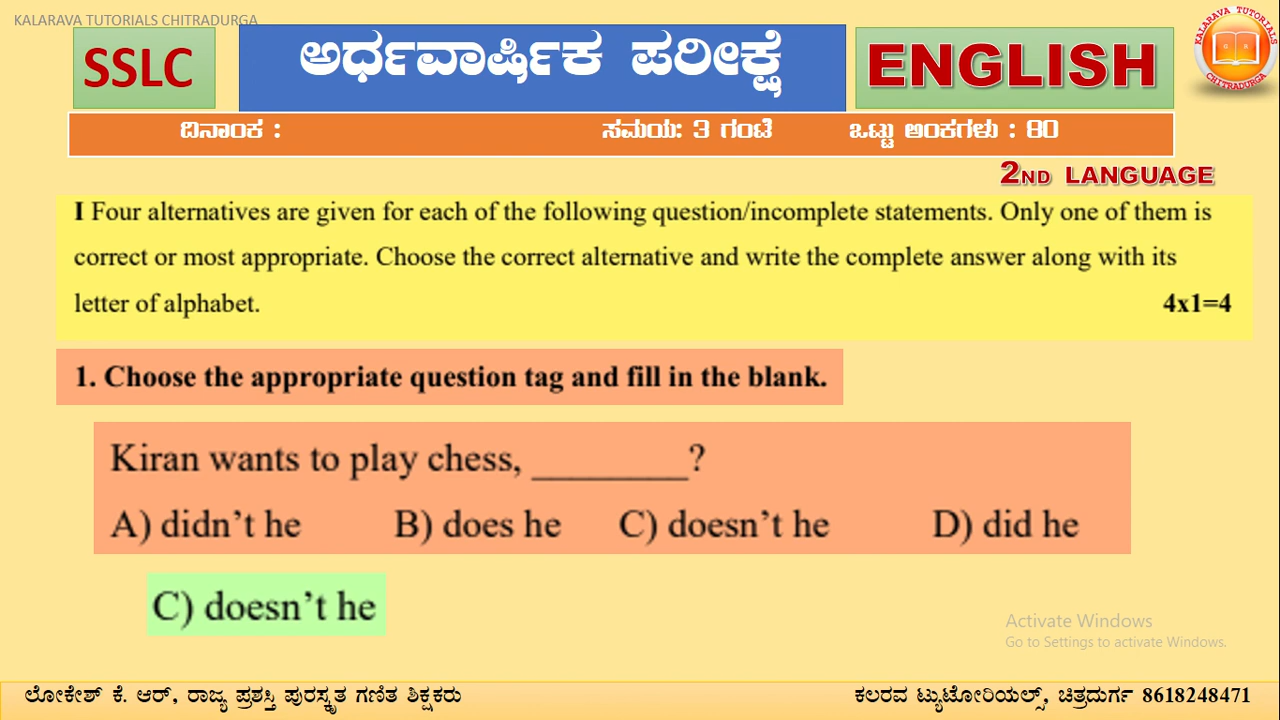 KALARAVA TUTORIALS CHITRADURGA
SSLC
ಅರ್ಧವಾರ್ಷಿಕ ಪರೀಕ್ಷೆ
ENGLISH
KALARAVA TUTORIALS
CHITRADURGA
ದಿನಾಂಕ : ಸಮಯ: 3 ಗಂಟೆ ಒಟ್ಟು ಅಂಕಗಳು : 80
2ND LANGUAGE
I Four alternatives are given for each of the following question/incomplete statements. Only one of them is
correct or most appropriate. Choose the correct alternative and write the complete answer along with its
letter of alphabet. 4x1=4
1. Choose the appropriate question tag and fill in the blank.
Kiran wants to play chess, ________?
A) didn’t he B) does he C) doesn’t he D) did he
C) doesn’t he
Activate Windows
Go to Settings to activate Windows.
ಲೋಕೇಶ್ ಕೆ. ಆರ್, ರಾಜ್ಯ ಪ್ರಶಸ್ತಿ ಪುರಸ್ಕೃತ ಗಣಿತ ಶಿಕ್ಷಕರು ಕಲರವ ಟ್ಯುಟೋರಿಯಲ್ಸ್, ಚಿತ್ರದುರ್ಗ 8618248471